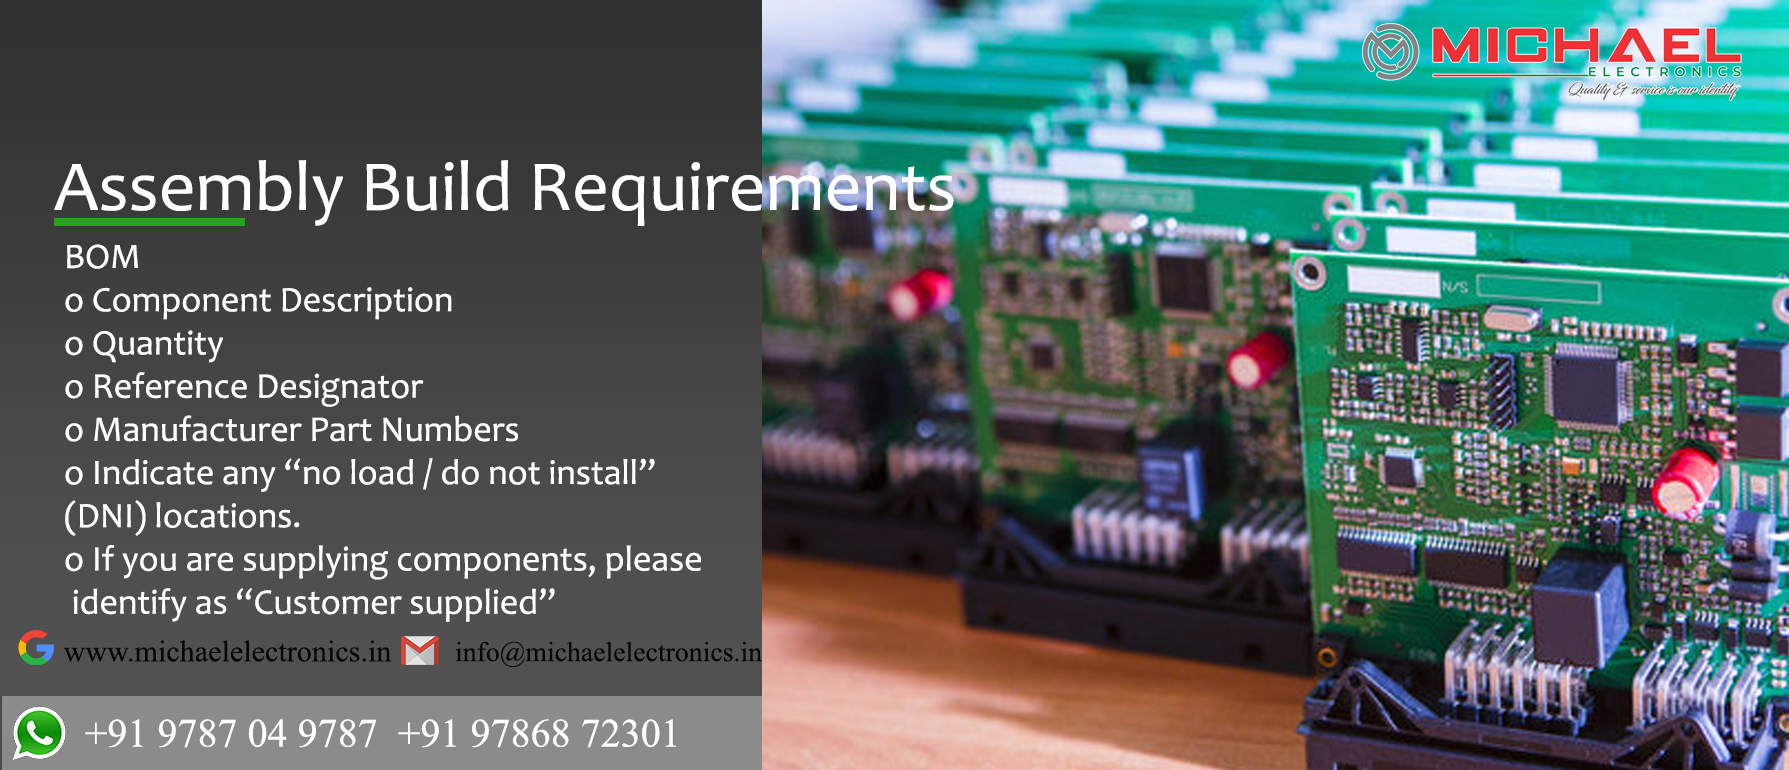 MICHAEL
ELECTRONICS
Quality & service is our identity
Assembly Build Requirements
BOM
o Component Description
o Quantity
o Reference Designator
o Manufacturer Part Numbers
o Indicate any “no load / do not install”
(DNI) locations.
o If you are supplying components, please
identify as “Customer supplied”
www.michaelelectronics.in info@michaelelectronics.in
+91 9787 04 9787 +91 97868 72301
N/S